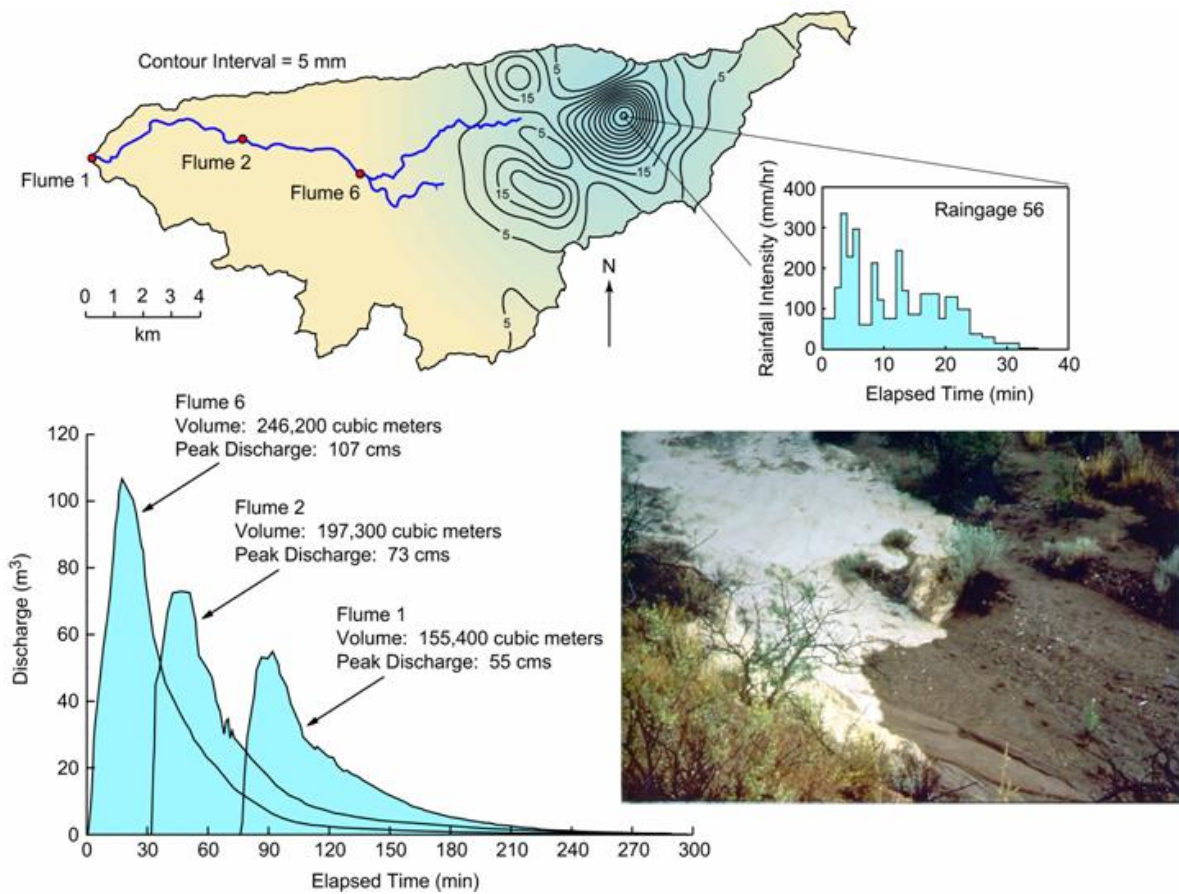 Contour Interval = 5 mm
5
5
15
5
15
15
5
5
5
Flume 1
Flume 2
Flume 6
N
0 1 2 3 4
km
Raingage 56
Rainfall Intensity (mm/hr)
400
300
200
100
0
0 10 20 30 40
Elapsed Time (min)
Flume 6
Volume: 246,200 cubic meters
Peak Discharge: 107 cms
Flume 2
Volume: 197,300 cubic meters
Peak Discharge: 73 cms
Flume 1
Volume: 155,400 cubic meters
Peak Discharge: 55 cms
Discharge (m³)
120
100
80
60
40
20
0
0 30 60 90 120 150 180 210 240 270 300
Elapsed Time (min)